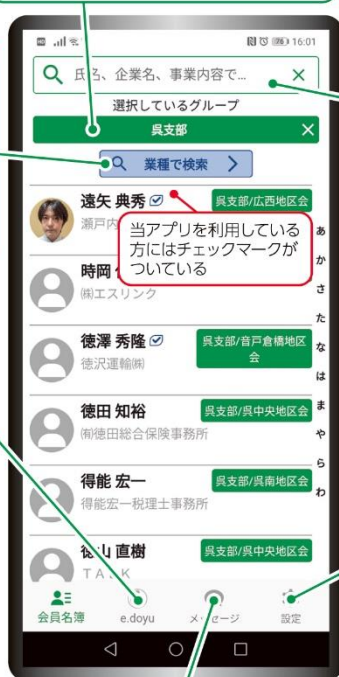 16:01
氏名、企業名、事業内容で...
選択しているグループ
呉支部
業種で検索
遠矢 典秀
呉支部/広西地区会
瀬戸内
当アプリを利用している
方にはチェックマークが
ついている
時岡
㈱エスリンク
徳澤 秀隆
呉支部/音戸倉橋地区
会
徳沢運輸㈱
徳田 知裕
呉支部/呉中央地区会
㈲徳田総合保険事務所
得能 宏一
呉支部/呉南地区会
得能宏一税理士事務所
徳山 直樹
呉支部/呉中央地区会
あ
か
さ
た
な
は
ま
や
ら
わ
会員名簿
e.doyu
メッセージ
設定